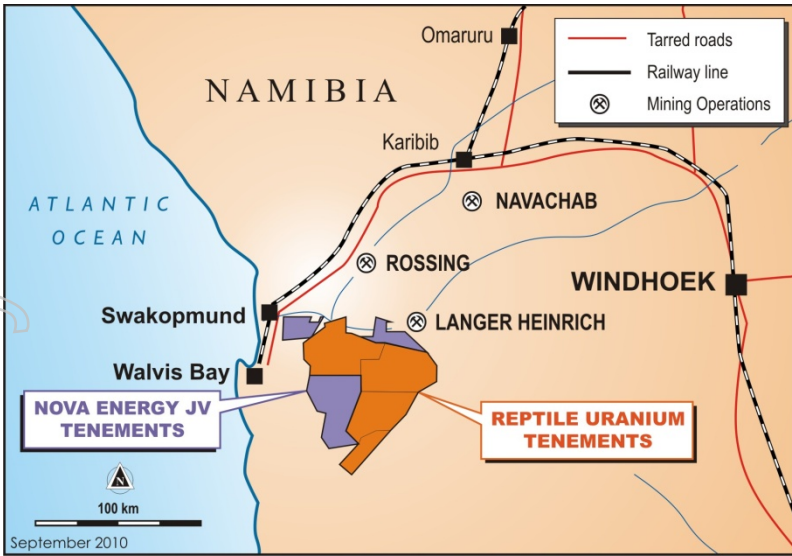 Omaruru
Tarred roads
Railway line
Mining Operations
NAMIBIA
Karibib
NAVACHAB
ATLANTIC
OCEAN
ROSSING
WINDHOEK
Swakopmund
LANGER HEINRICH
Walvis Bay
NOVA ENERGY JV
TENEMENTS
REPTILE URANIUM
TENEMENTS
N
100 km
September 2010